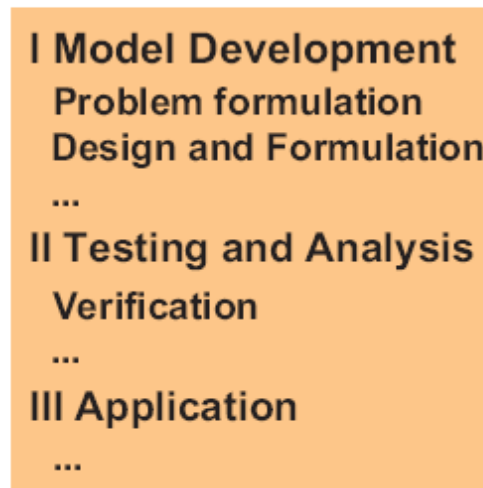 I Model Development
Problem formulation
Design and Formulation
...
II Testing and Analysis
Verification
...
III Application
...